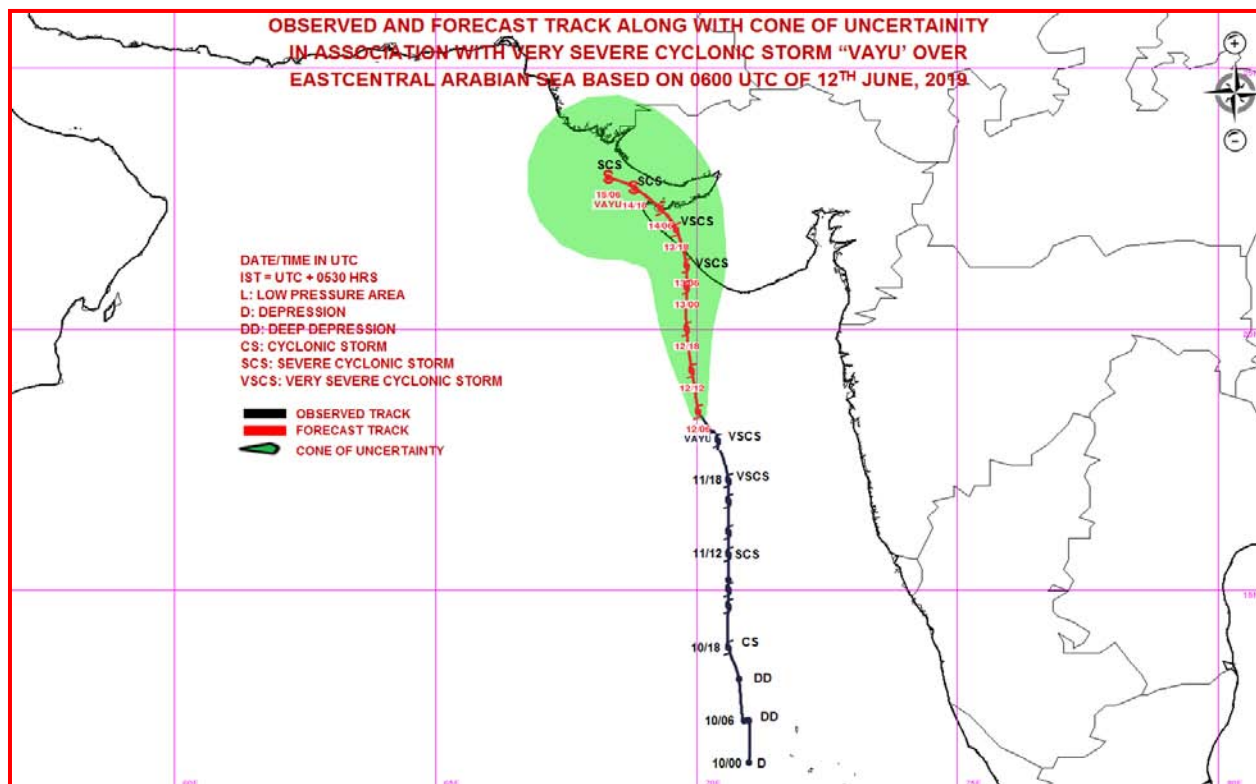 OBSERVED AND FORECAST TRACK ALONG WITH CONE OF UNCERTAINITY
IN ASSOCIATION WITH VERY SEVERE CYCLONIC STORM “VAYU’ OVER
EASTCENTRAL ARABIAN SEA BASED ON 0600 UTC OF 12TH JUNE, 2019
SCS
SCS
15/06
VAYU
14/18
14/06
VSCS
13/18
VSCS
13/06
13/00
12/18
12/12
12/06
VAYU
VSCS
DATE/TIME IN UTC
IST = UTC + 0530 HRS
L: LOW PRESSURE AREA
D: DEPRESSION
DD: DEEP DEPRESSION
CS: CYCLONIC STORM
SCS: SEVERE CYCLONIC STORM
VSCS: VERY SEVERE CYCLONIC STORM
OBSERVED TRACK
FORECAST TRACK
CONE OF UNCERTAINTY
11/18 VSCS
11/12 SCS
10/18 CS
DD
10/06 DD
10/00 D